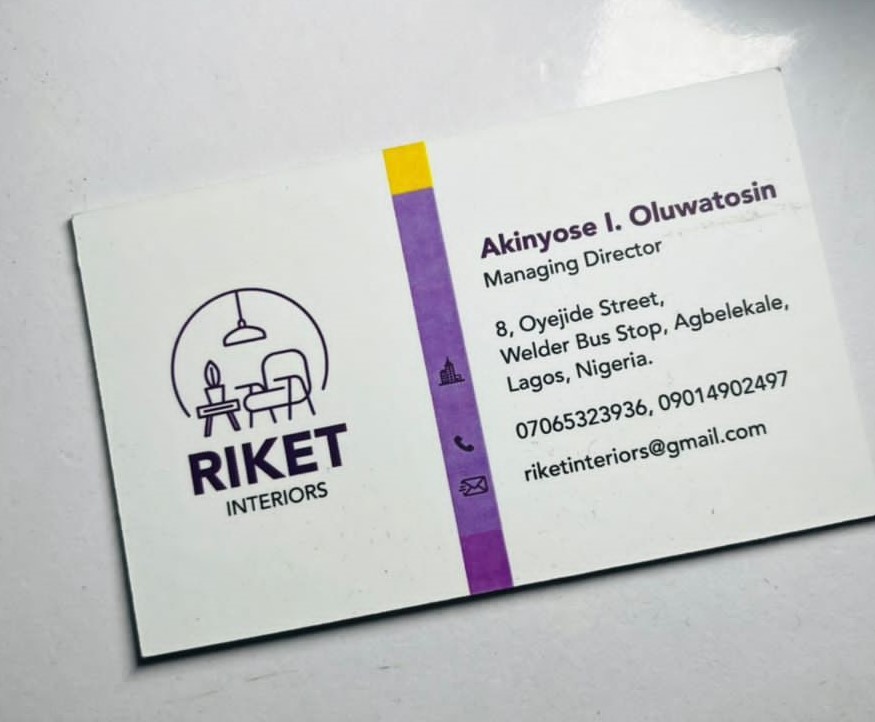 RIKET
INTERIORS
Akinyose I. Oluwatosin
Managing Director
8, Oyejide Street,
Welder Bus Stop, Agbelekale,
Lagos, Nigeria.
07065323936, 09014902497
riketinteriors@gmail.com